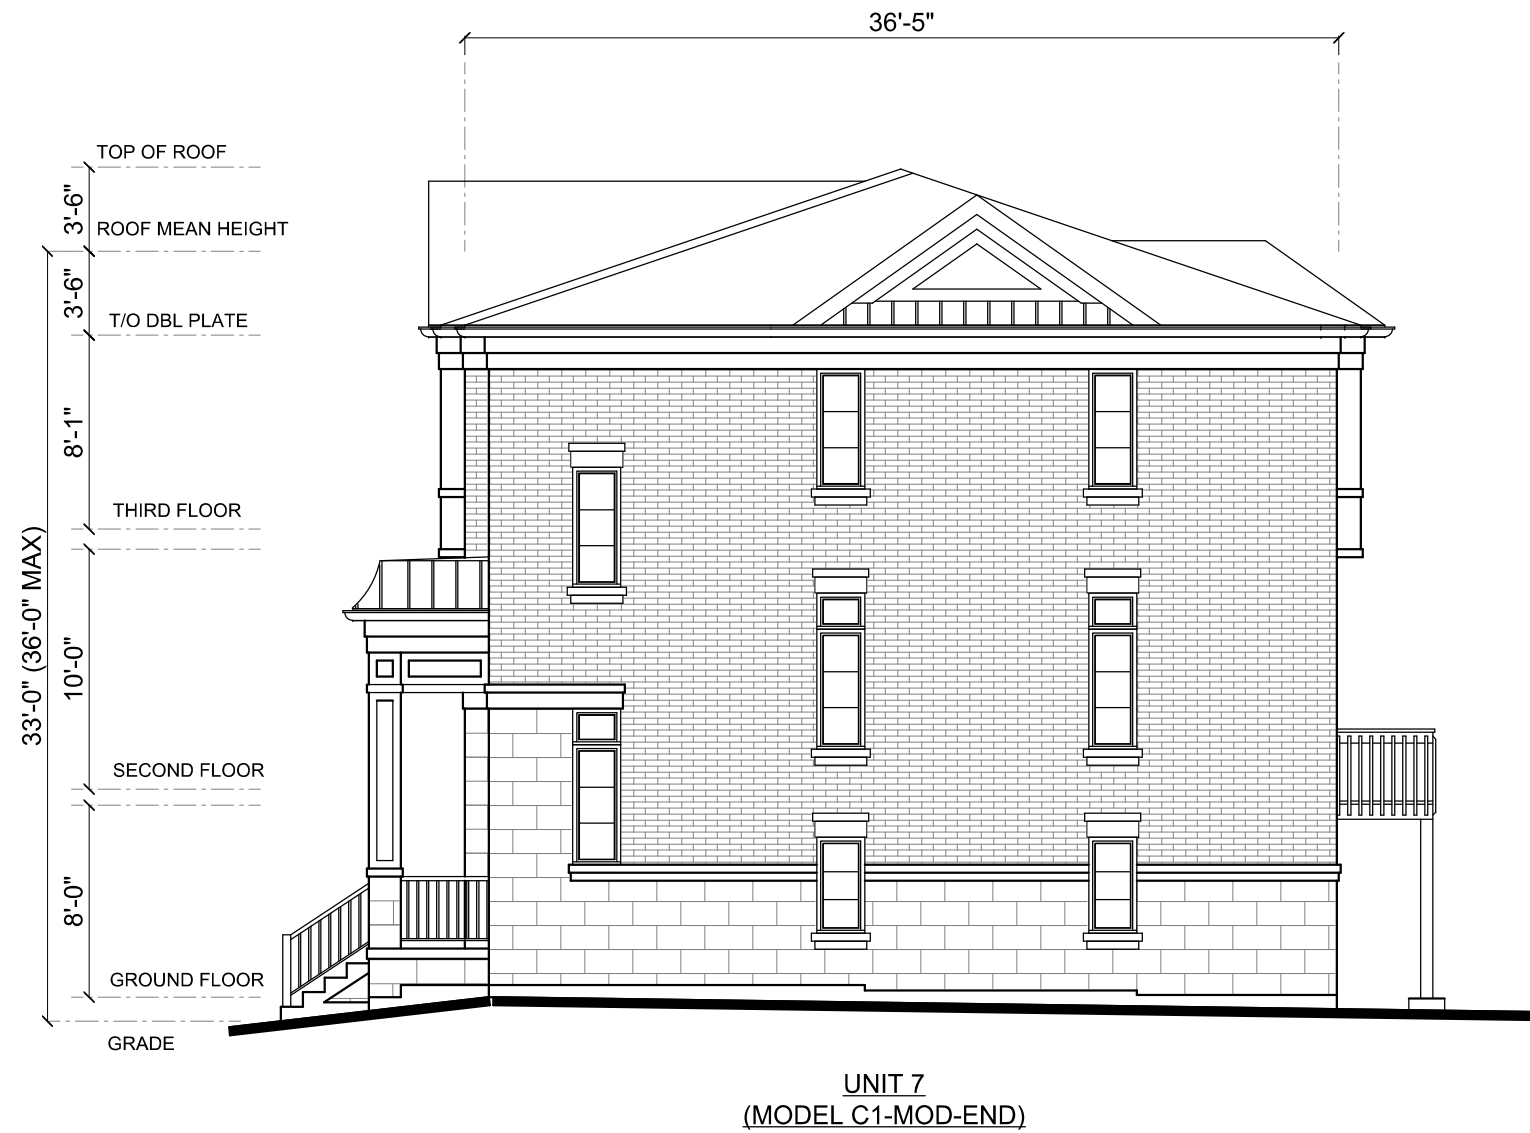 36'-5"
TOP OF ROOF
3'-6"
ROOF MEAN HEIGHT
3'-6"
T/O DBL PLATE
8'-1"
THIRD FLOOR
33'-0" (36'-0" MAX)
10'-0"
SECOND FLOOR
8'-0"
GROUND FLOOR
GRADE
UNIT 7
(MODEL C1-MOD-END)